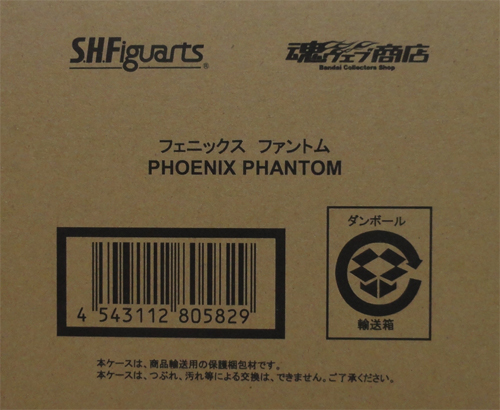 S.H.Figuarts®
魂ウェブ商店
Bandai Collectors Shop
フェニックス ファントム
PHOENIX PHANTOM
ダンボール
輸送箱
4 543112 805829
本ケースは、商品輸送用の保護梱包材です。
本ケースは、つぶれ、汚れ等による交換は、できません。ご了承ください。